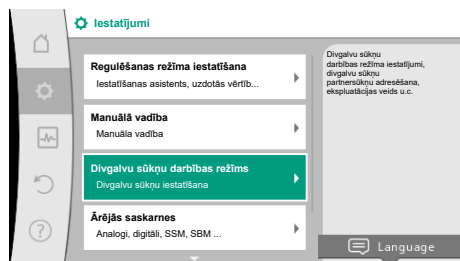 Iestatījumi
Regulēšanas režīma iestatīšana
Iestatīšanas asistents, uzdotās vērtīb...
Manuālā vadība
Manuāla vadība
Divgalvu sūkņu darbības režīms
Divgalvu sūkņu iestatīšana
Ārējās saskarnes
Analogi, digitāli, SSM, SBM ...
Divgalvu sūkņu
darbības režīma iestatījumi,
divgalvu sūkņu
partnersūkņu adresēšana,
ekspluatācijas veids u.c.
Language